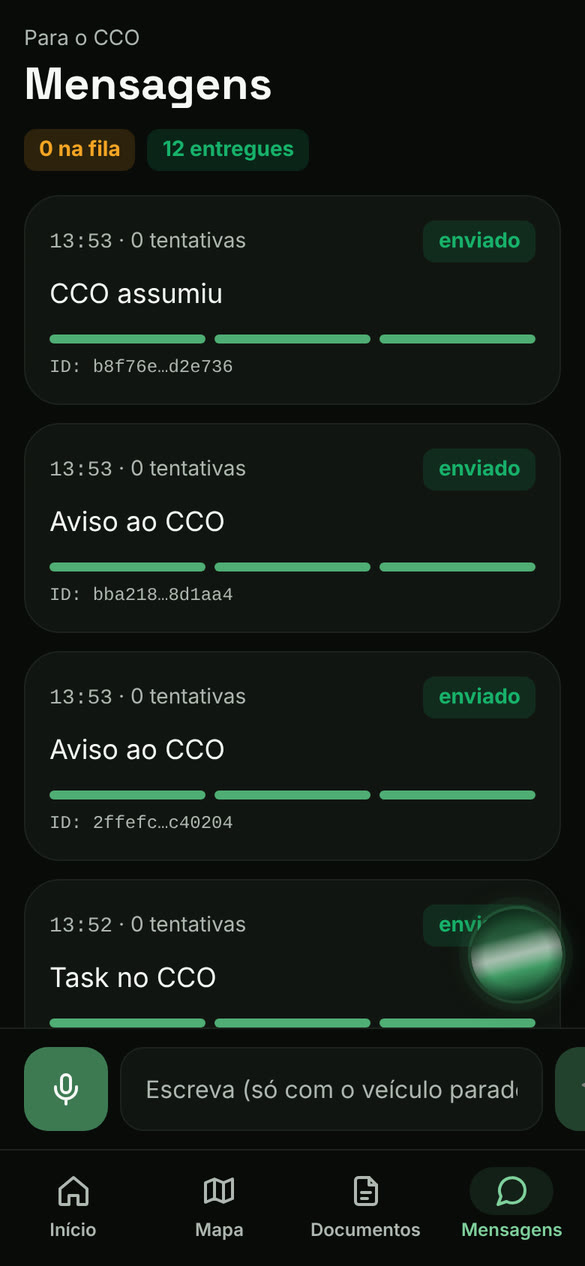 Para o CCO
Mensagens
0 na fila
12 entregues
13:53 · 0 tentativas
enviado
CCO assumiu
ID: b8f76e…d2e736
13:53 · 0 tentativas
enviado
Aviso ao CCO
ID: bba218…8d1aa4
13:53 · 0 tentativas
enviado
Aviso ao CCO
ID: 2ffefc…c40204
13:52 · 0 tentativas
Task no CCO
Escreva (só com o veículo parad
Início
Mapa
Documentos
Mensagens